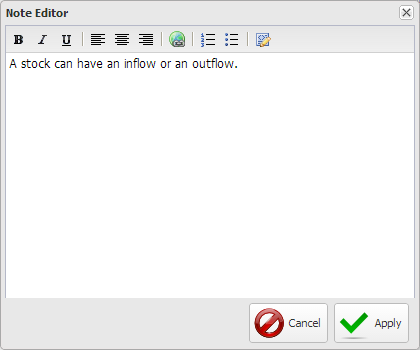 Note Editor
B I U
A stock can have an inflow or an outflow.
Cancel Apply